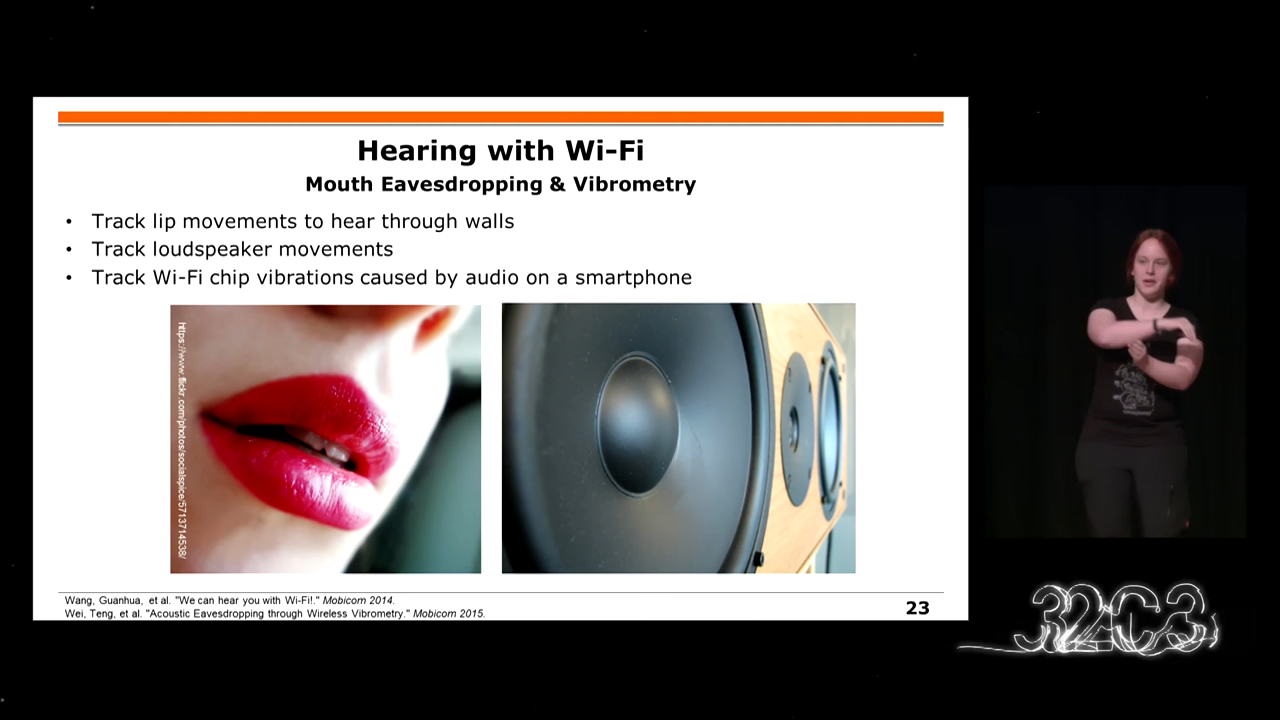 Hearing with Wi-Fi
Mouth Eavesdropping & Vibrometry
• Track lip movements to hear through walls
• Track loudspeaker movements
• Track Wi-Fi chip vibrations caused by audio on a smartphone
https://www.flickr.com/photos/socialspice/5713714538/
Wang, Guanhua, et al. "We can hear you with Wi-Fi!." Mobicom 2014.
Wei, Teng, et al. "Acoustic Eavesdropping through Wireless Vibrometry." Mobicom 2015.
23
32C3